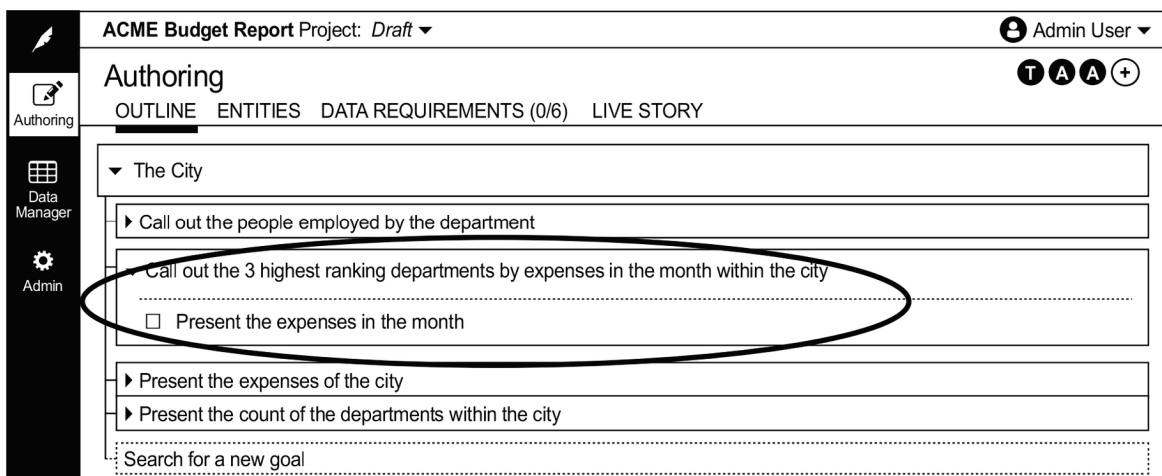 ACME Budget Report Project: Draft
Admin User
Authoring
T A A +
OUTLINE ENTITIES DATA REQUIREMENTS (0/6) LIVE STORY
Authoring
Data
Manager
Admin
The City
Call out the people employed by the department
Call out the 3 highest ranking departments by expenses in the month within the city
Present the expenses in the month
Present the expenses of the city
Present the count of the departments within the city
Search for a new goal